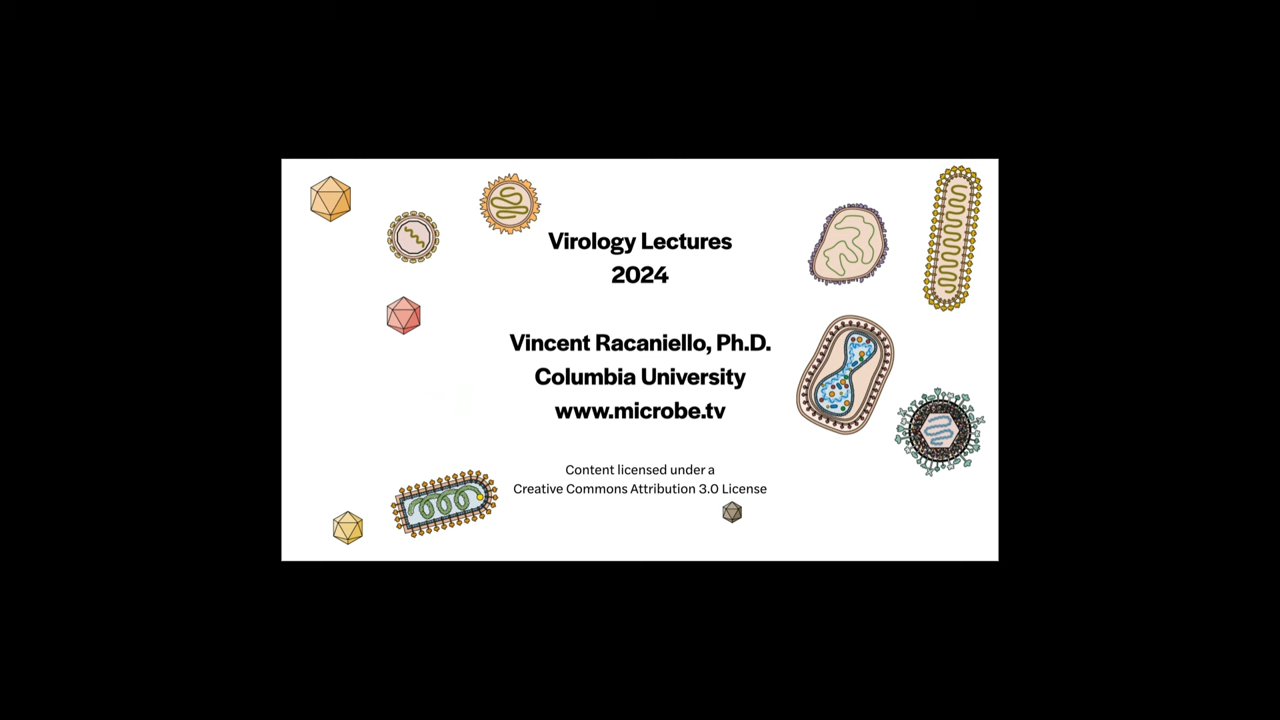 Virology Lectures
2024
Vincent Racaniello, Ph.D.
Columbia University
www.microbe.tv
Content licensed under a
Creative Commons Attribution 3.0 License